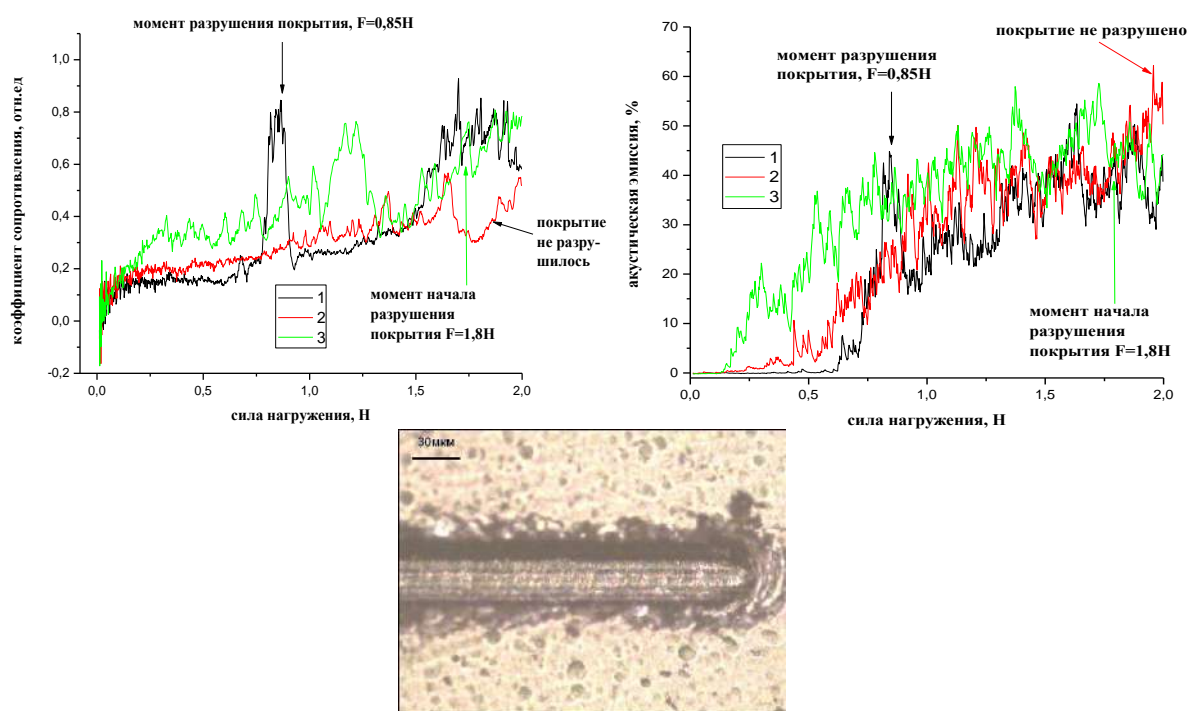 момент разрушения покрытия, F=0,85Н
1,0
0,8
0,6
0,4
0,2
0,0
-0,2
коэффициент сопротивления, отн.ед
0,0
0,5
1,0
1,5
2,0
сила нагружения, Н
1
2
3
покрытие
не разру-
шилось
момент начала
разрушения
покрытия F=1,8Н
70
60
50
40
30
20
10
0
акустическая эмиссия, %
0,0
0,5
1,0
1,5
2,0
сила нагружения, Н
покрытие не разрушено
момент разрушения
покрытия, F=0,85Н
1
2
3
момент начала
разрушения
покрытия F=1,8Н
30мкм